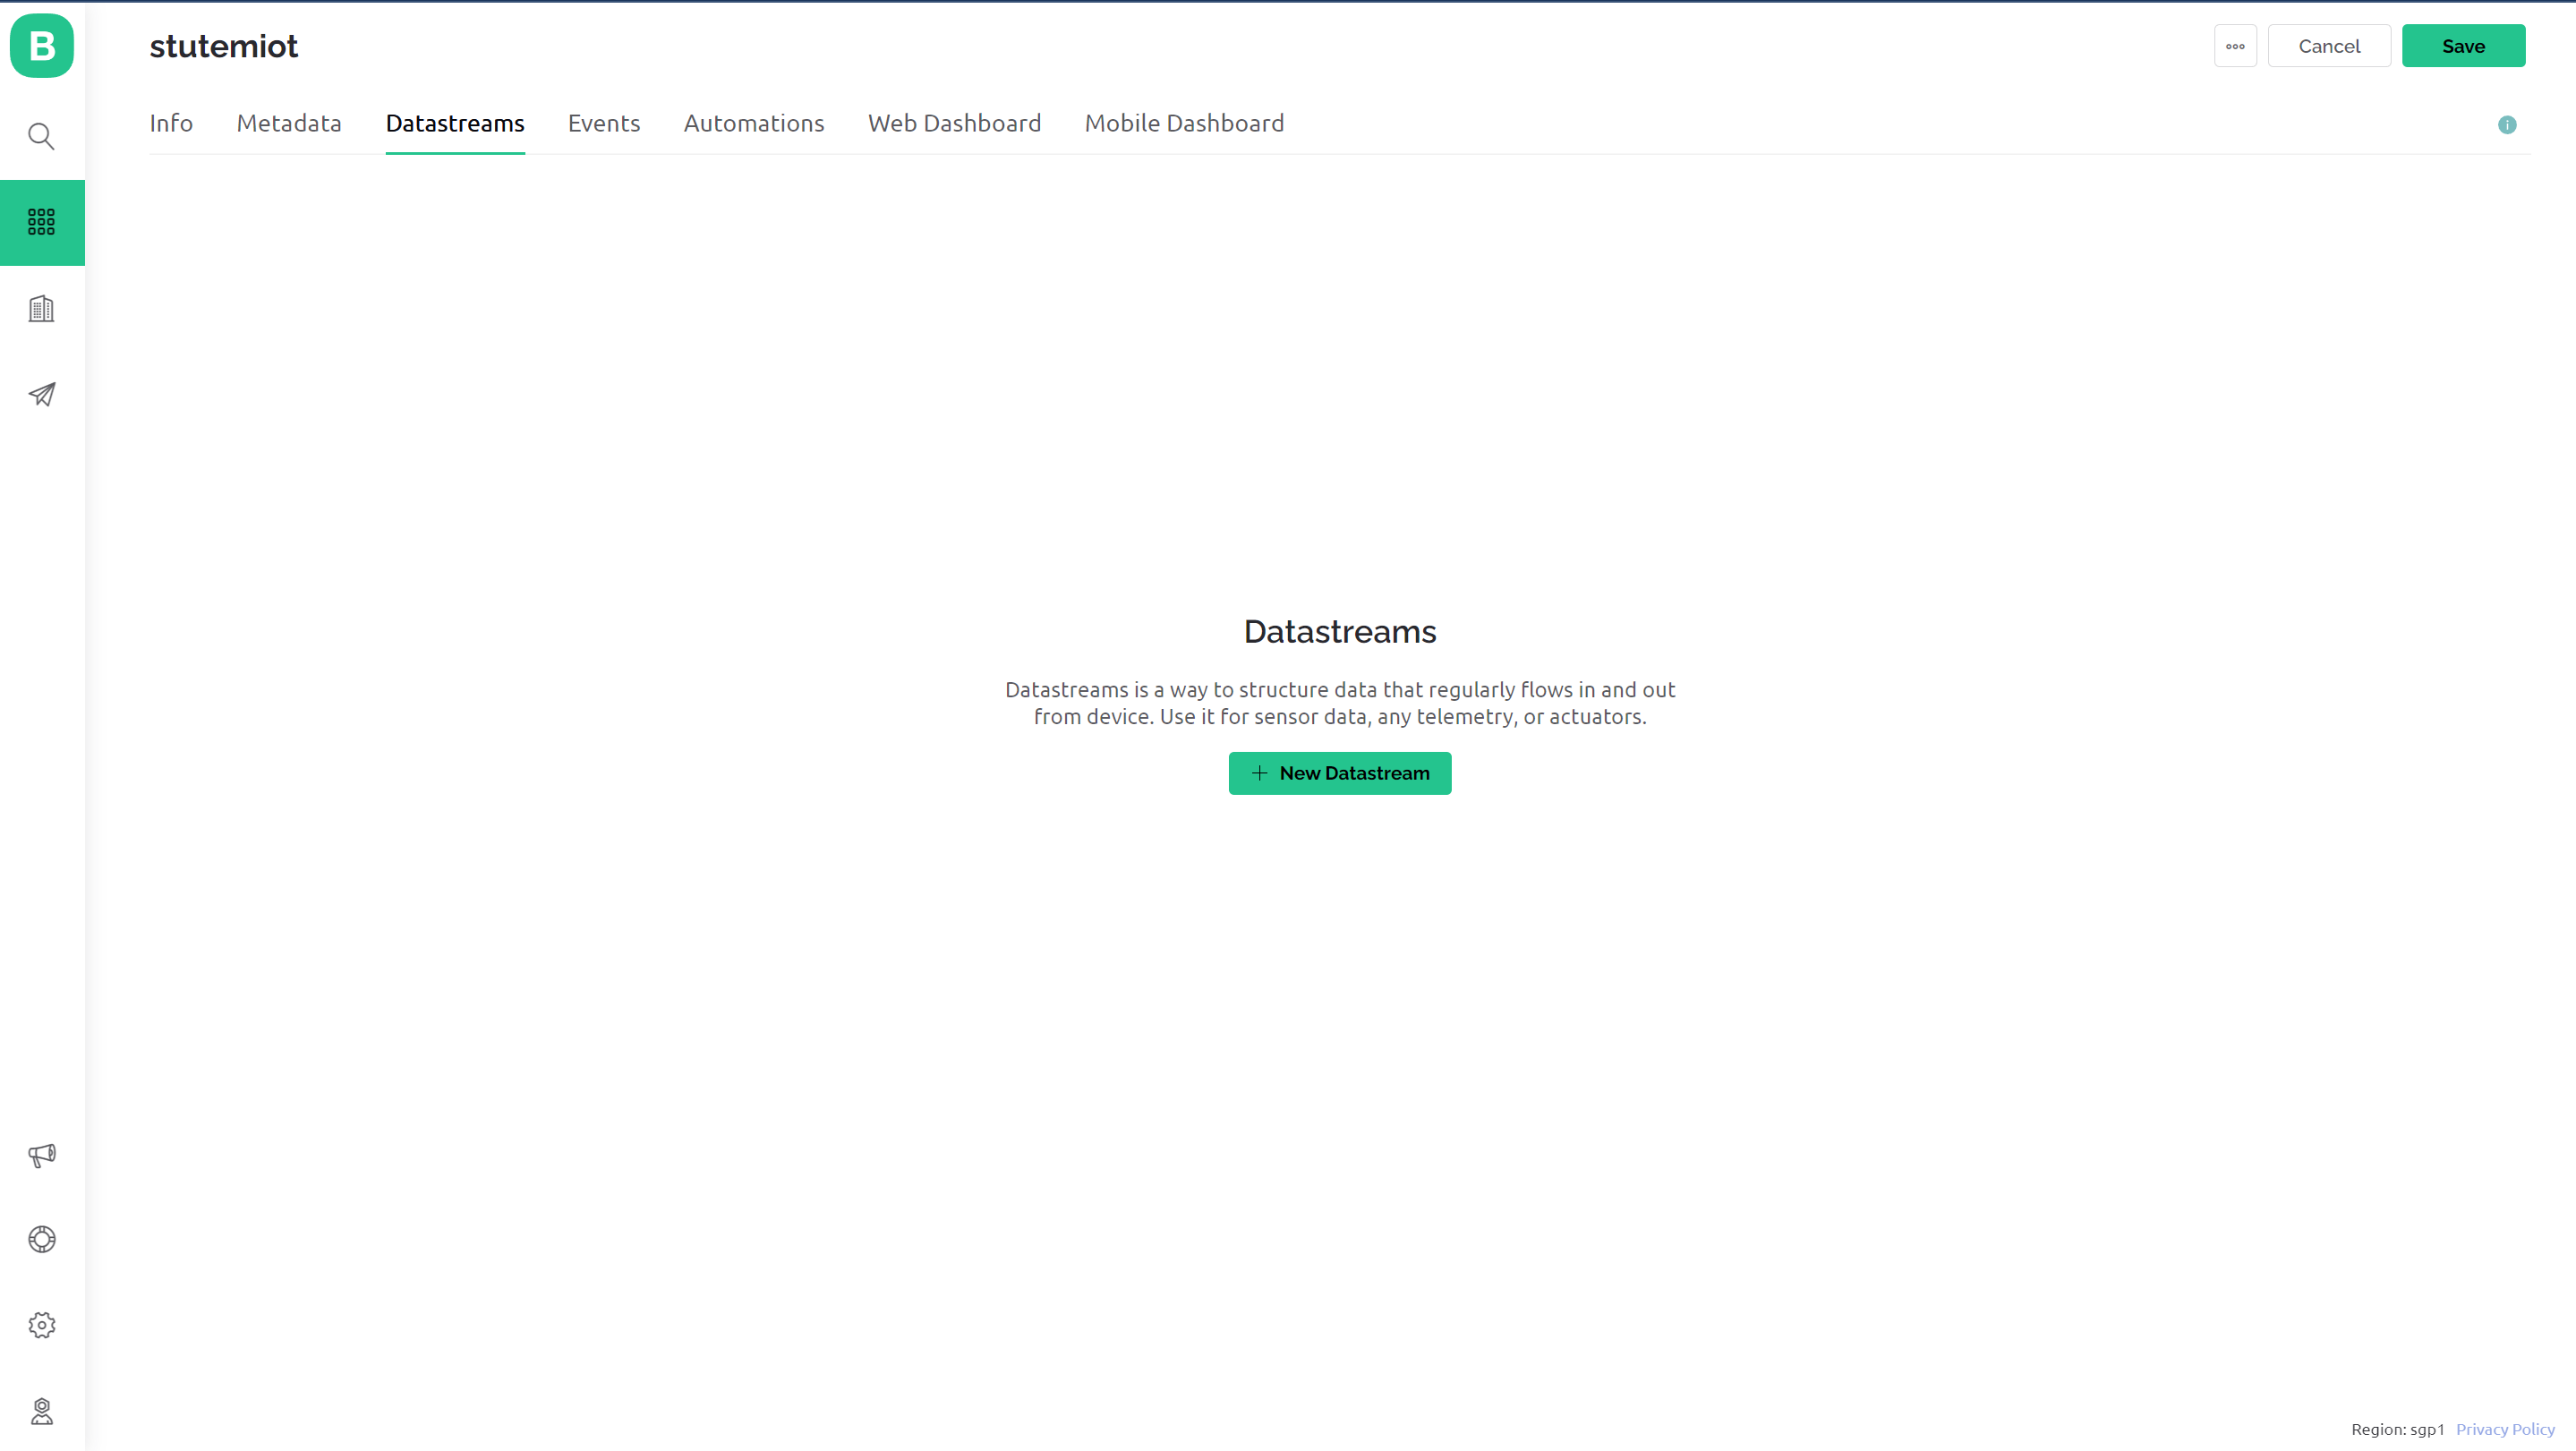 B
stutemiot
Cancel
Save
Info Metadata Datastreams Events Automations Web Dashboard Mobile Dashboard
Datastreams
Datastreams is a way to structure data that regularly flows in and out
from device. Use it for sensor data, any telemetry, or actuators.
New Datastream
Region: sgp1 Privacy Policy